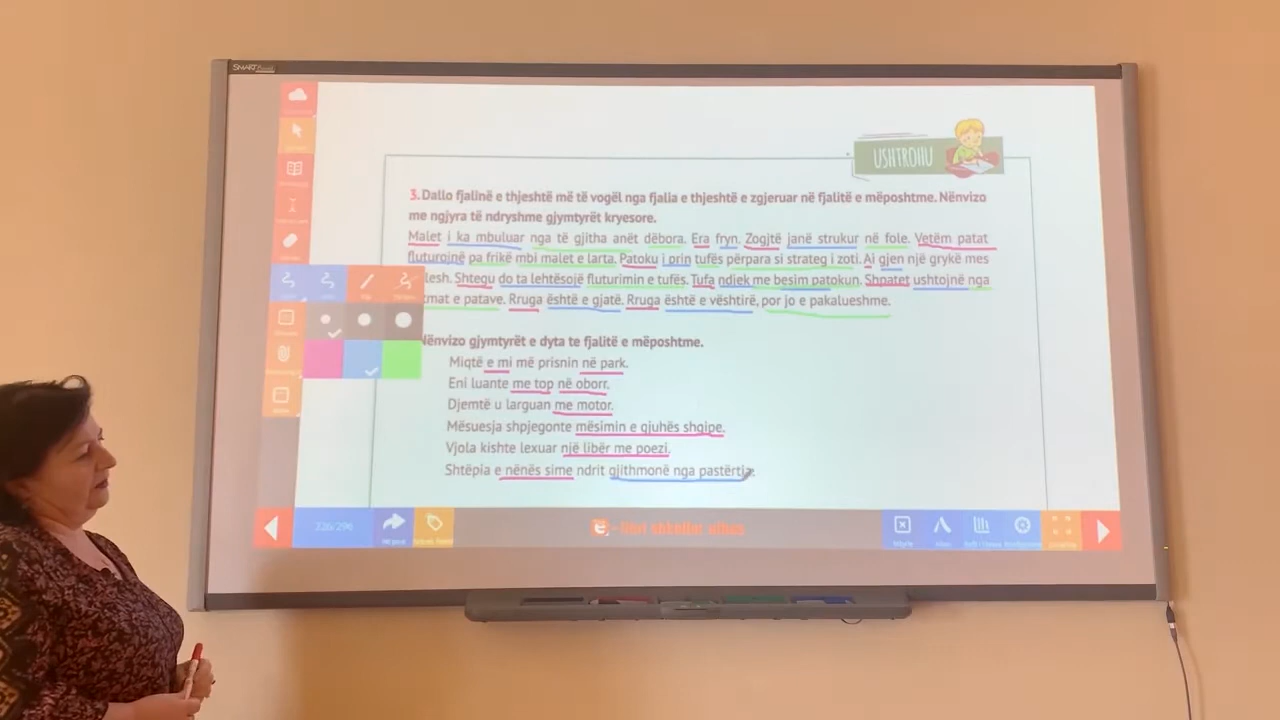 SMART
USHTROHU
3. Dallo fjalinë e thjeshtë më të vogël nga fjalia e thjeshtë e zgjeruar në fjalitë e mëposhtme. Nënvizo
me ngjyra të ndryshme gjymtyrët kryesore.
Malet i ka mbuluar nga të gjitha anët dëbora. Era fryn. Zogjtë janë strukur në fole. Vetëm patat
fluturojnë pa frikë mbi malet e larta. Patoku i prin tufës përpara si strateg i zoti. Ai gjen një grykë mes
lesh. Shtegu do ta lehtësojë fluturimin e tufës. Tufa ndiek me besim patokun. Shpatet ushtojnë nga
tmat e patave. Rruga është e gjatë. Rruga është e vështirë, por jo e pakalueshme.
Nënvizo gjymtyrët e dyta te fjalitë e mëposhtme.
Miqtë e mi më prisnin në park.
Eni luante me top në oborr.
Djemtë u larguan me motor.
Mësuesja shpjegonte mësimin e gjuhës shqipe.
Vjola kishte lexuar një libër me poezi.
Shtëpia e nënës sime ndrit gjithmonë nga pastërtia.